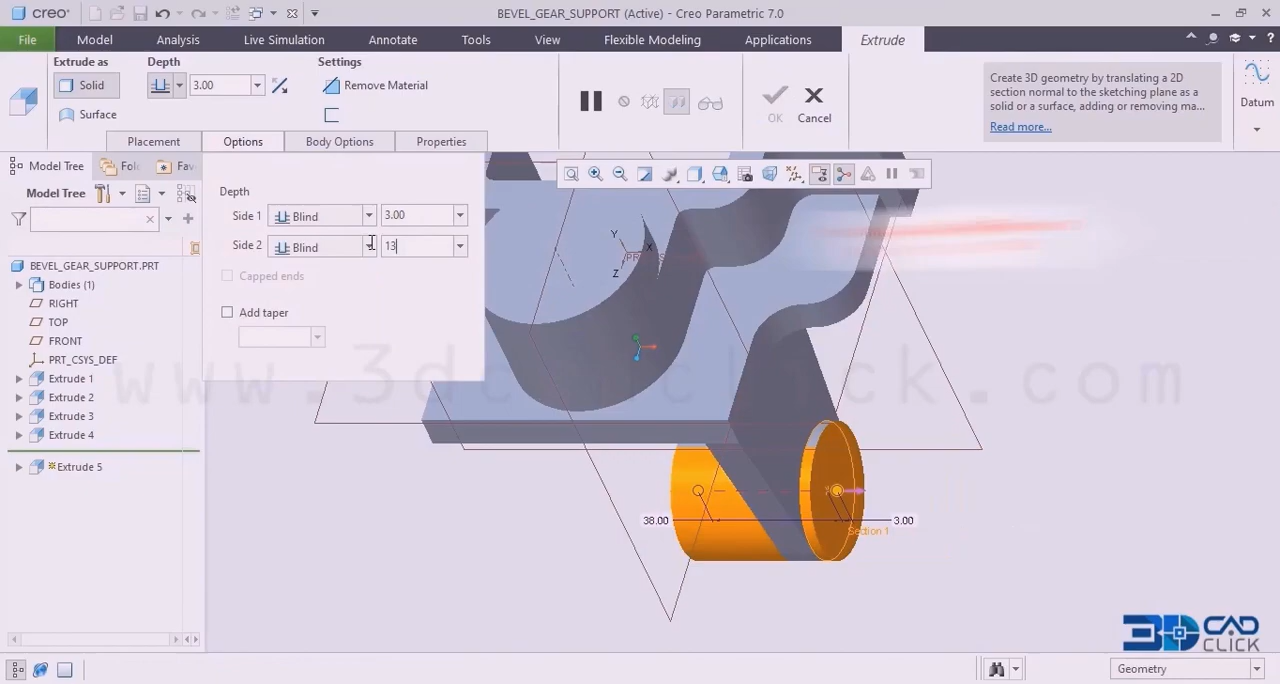 creo
BEVEL_GEAR_SUPPORT (Active) - Creo Parametric 7.0
File Model Analysis Live Simulation Annotate Tools View Flexible Modeling Applications Extrude
Extrude as Depth Settings
Solid 3.00 Remove Material
Surface
OK Cancel
Create 3D geometry by translating a 2D
section normal to the sketching plane as a
solid or a surface, adding or removing ma...
Read more...
Datum
Placement Options Body Options Properties
Model Tree Fol Fav
Model Tree
BEVEL_GEAR_SUPPORT.PRT
Bodies (1)
RIGHT
TOP
FRONT
PRT_CSYS_DEF
Extrude 1
Extrude 2
Extrude 3
Extrude 4
Extrude 5
Depth
Side 1 Blind 3.00
Side 2 Blind 13
Capped ends
Add taper
Y
X
Z
38.00
3.00
Section 1
3D CAD
CLICK
Geometry